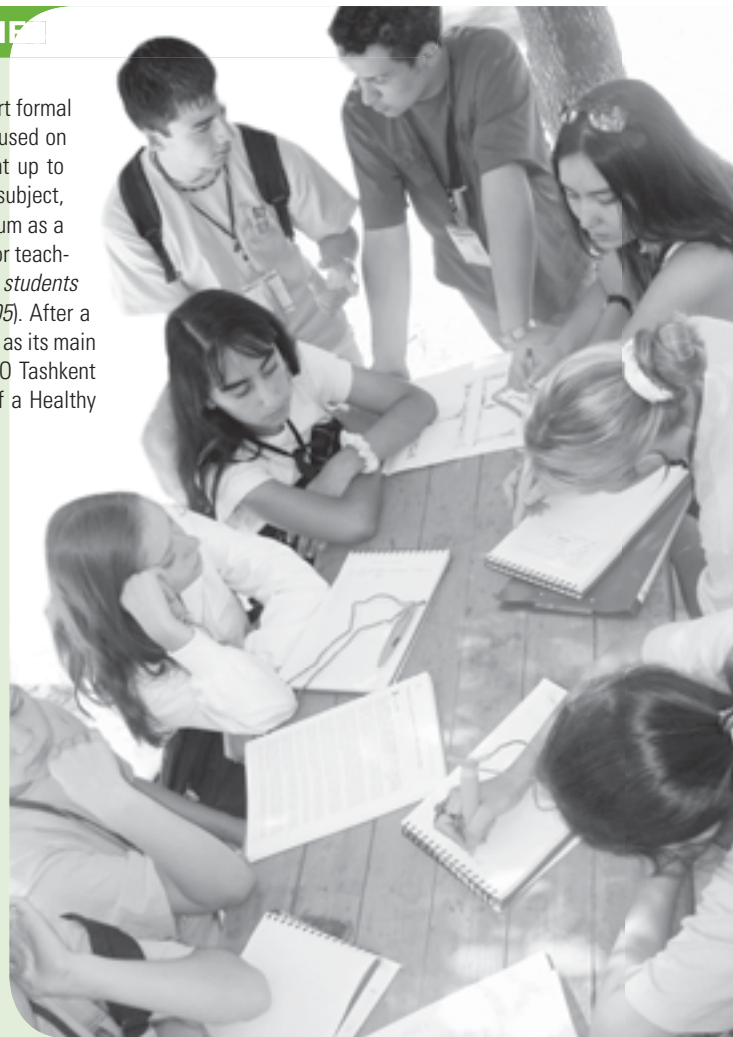 rt formal
used on
t up to
subject,
um as a
or teach-
students
05). After a
as its main
O Tashkent
f a Healthy